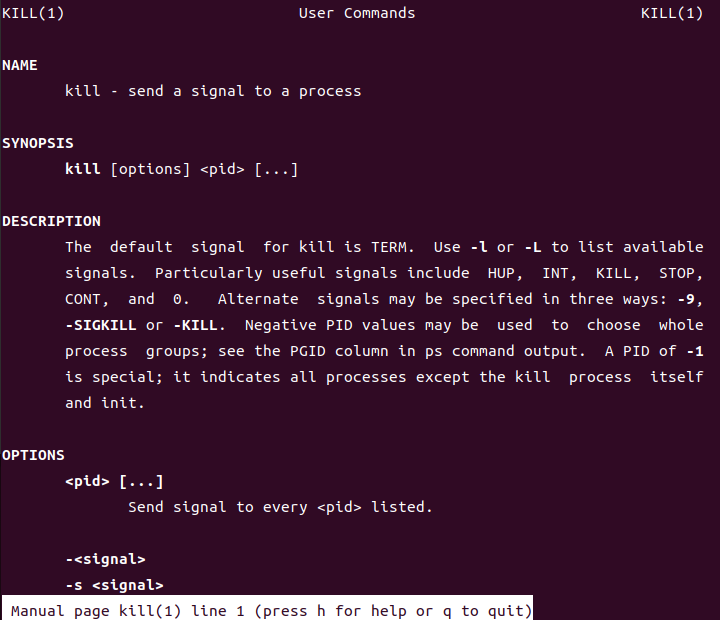 KILL(1) User Commands KILL(1)
NAME
kill - send a signal to a process
SYNOPSIS
kill [options] <pid> [...]
DESCRIPTION
The default signal for kill is TERM. Use -l or -L to list available
signals. Particularly useful signals include HUP, INT, KILL, STOP,
CONT, and 0. Alternate signals may be specified in three ways: -9,
-SIGKILL or -KILL. Negative PID values may be used to choose whole
process groups; see the PGID column in ps command output. A PID of -1
is special; it indicates all processes except the kill process itself
and init.
OPTIONS
<pid> [...]
Send signal to every <pid> listed.
-<signal>
-s <signal>
Manual page kill(1) line 1 (press h for help or q to quit)